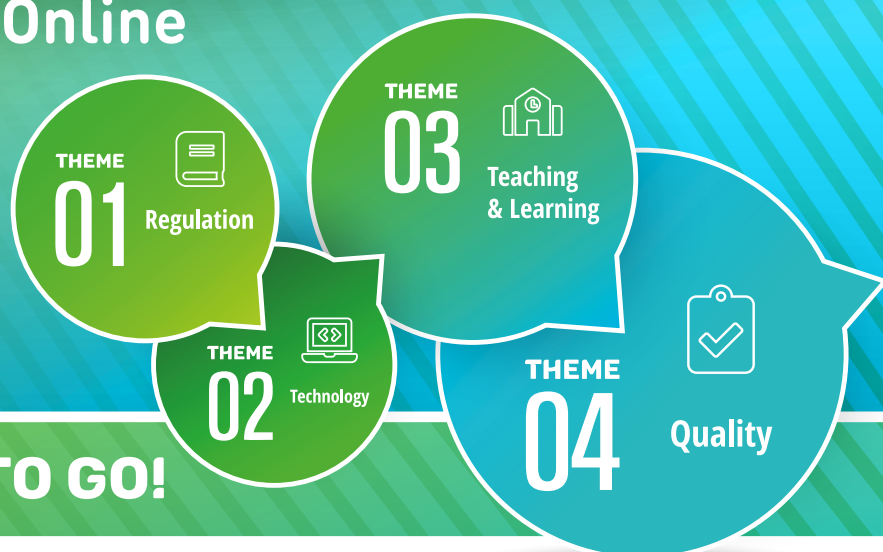 Online
THEME
01
Regulation
THEME
02
Technology
THEME
03
Teaching
& Learning
THEME
04
Quality
TO GO!